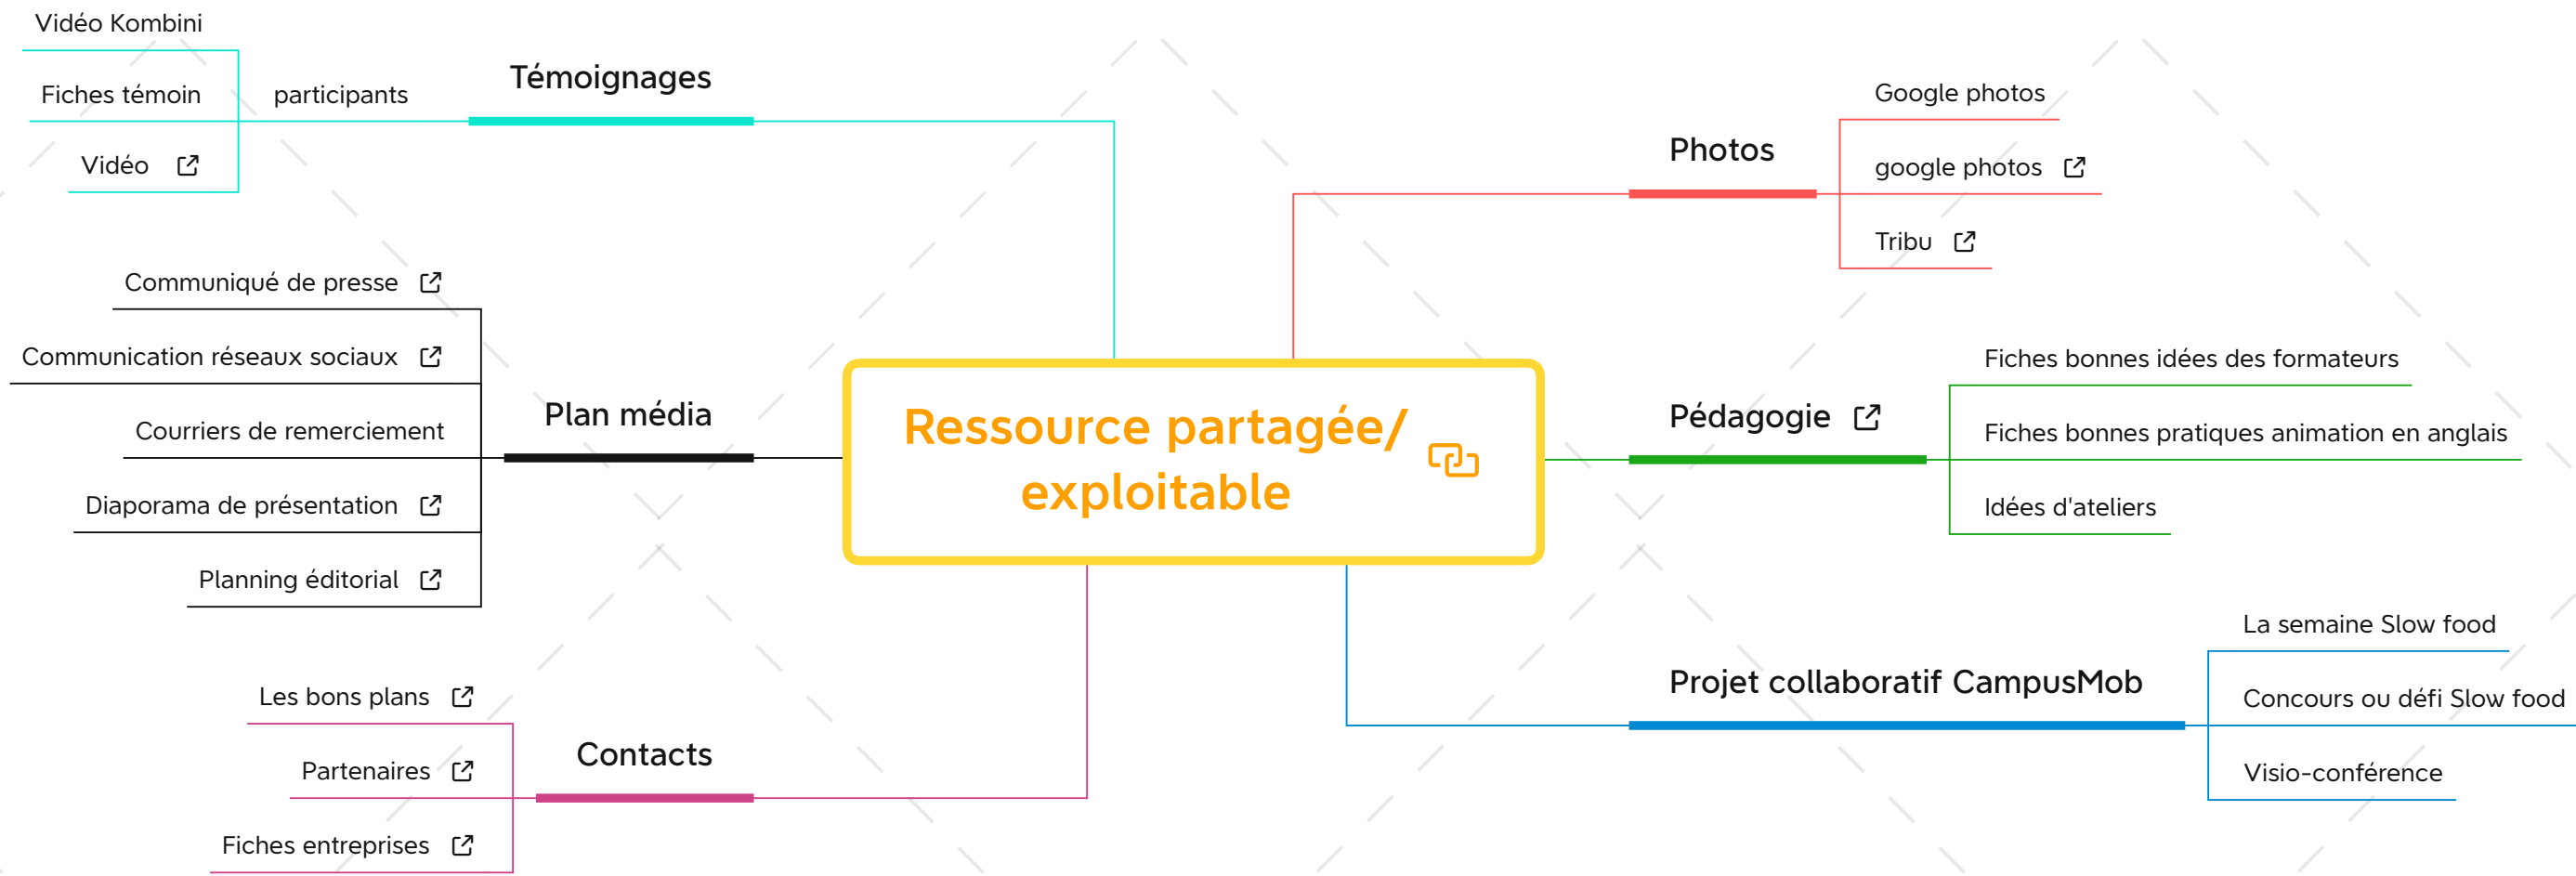 Vidéo Kombini
Fiches témoin
Vidéo
participants
Témoignages
Communiqué de presse
Communication réseaux sociaux
Courriers de remerciement
Diaporama de présentation
Planning éditorial
Plan média
Les bons plans
Partenaires
Fiches entreprises
Contacts
Ressource partagée/
exploitable
Photos
Google photos
google photos
Tribu
Pédagogie
Fiches bonnes idées des formateurs
Fiches bonnes pratiques animation en anglais
Idées d'ateliers
Projet collaboratif CampusMob
La semaine Slow food
Concours ou défi Slow food
Visio-conférence